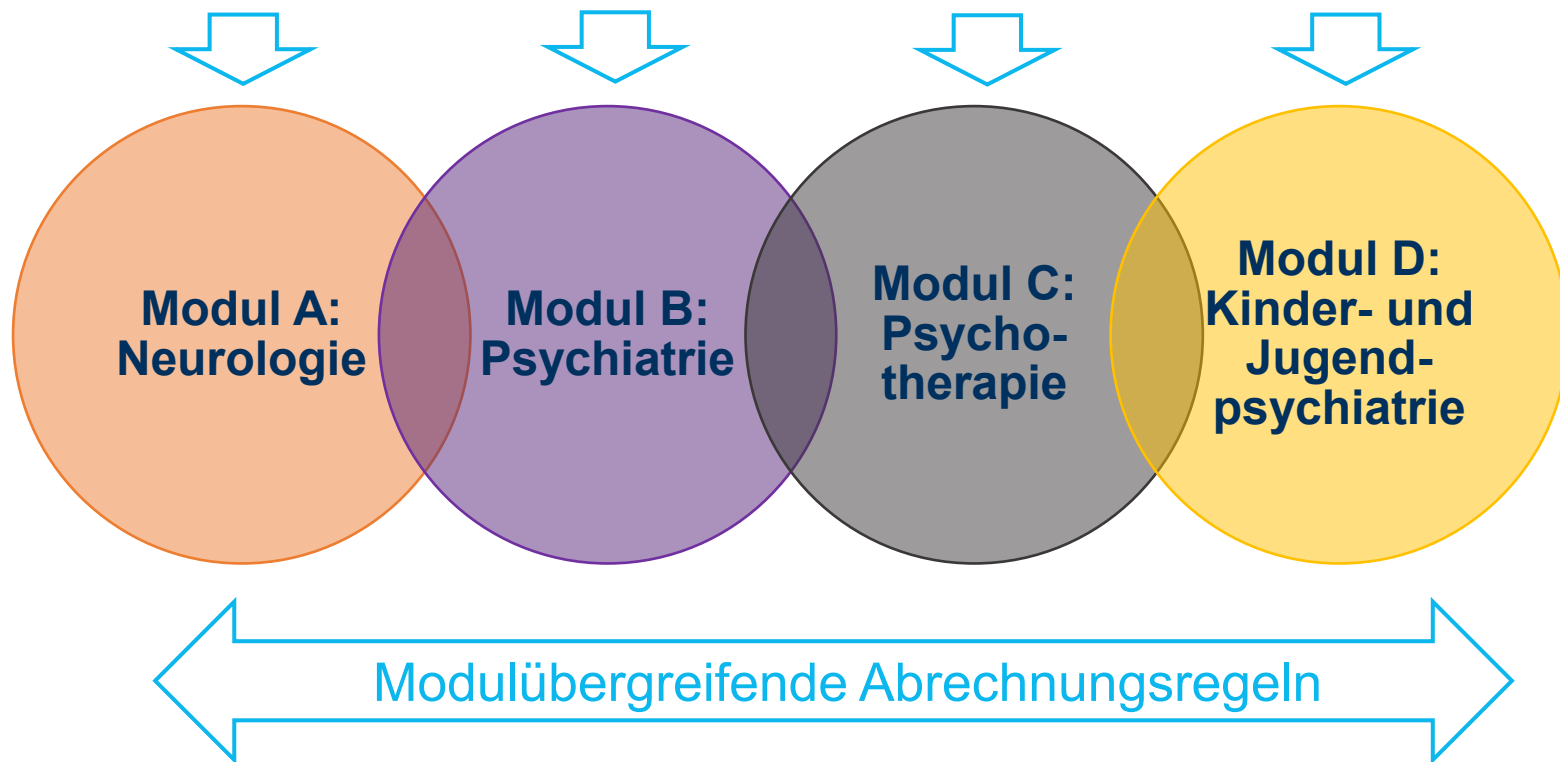 Modul A:
Neurologie
Modul B:
Psychiatrie
Modul C:
Psycho-
therapie
Modul D:
Kinder- und
Jugend-
psychiatrie
Modulübergreifende Abrechnungsregeln